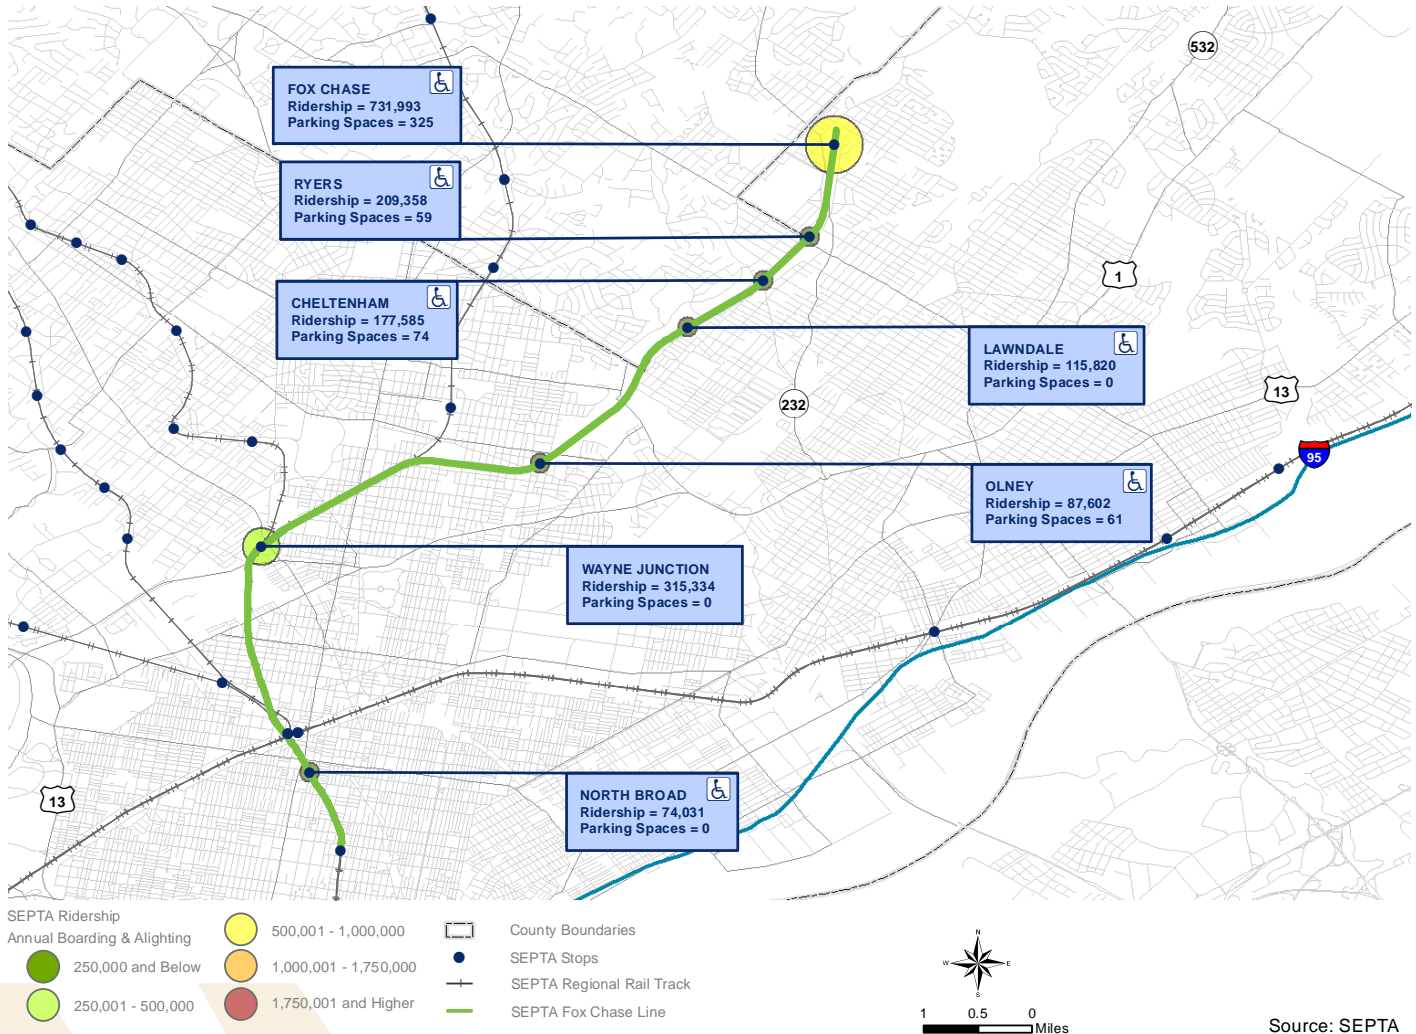 532
FOX CHASE
Ridership = 731,993
Parking Spaces = 325
RYERS
Ridership = 209,358
Parking Spaces = 59
1
CHELTENHAM
Ridership = 177,585
Parking Spaces = 74
LAWNDALE
Ridership = 115,820
Parking Spaces = 0
13
232
95
OLNEY
Ridership = 87,602
Parking Spaces = 61
WAYNE JUNCTION
Ridership = 315,334
Parking Spaces = 0
13
NORTH BROAD
Ridership = 74,031
Parking Spaces = 0
SEPTA Ridership
Annual Boarding & Alighting
250,000 and Below
250,001 - 500,000
500,001 - 1,000,000
1,000,001 - 1,750,000
1,750,001 and Higher
County Boundaries
SEPTA Stops
SEPTA Regional Rail Track
SEPTA Fox Chase Line
N
W E
S
1 0.5 0
Miles
Source: SEPTA